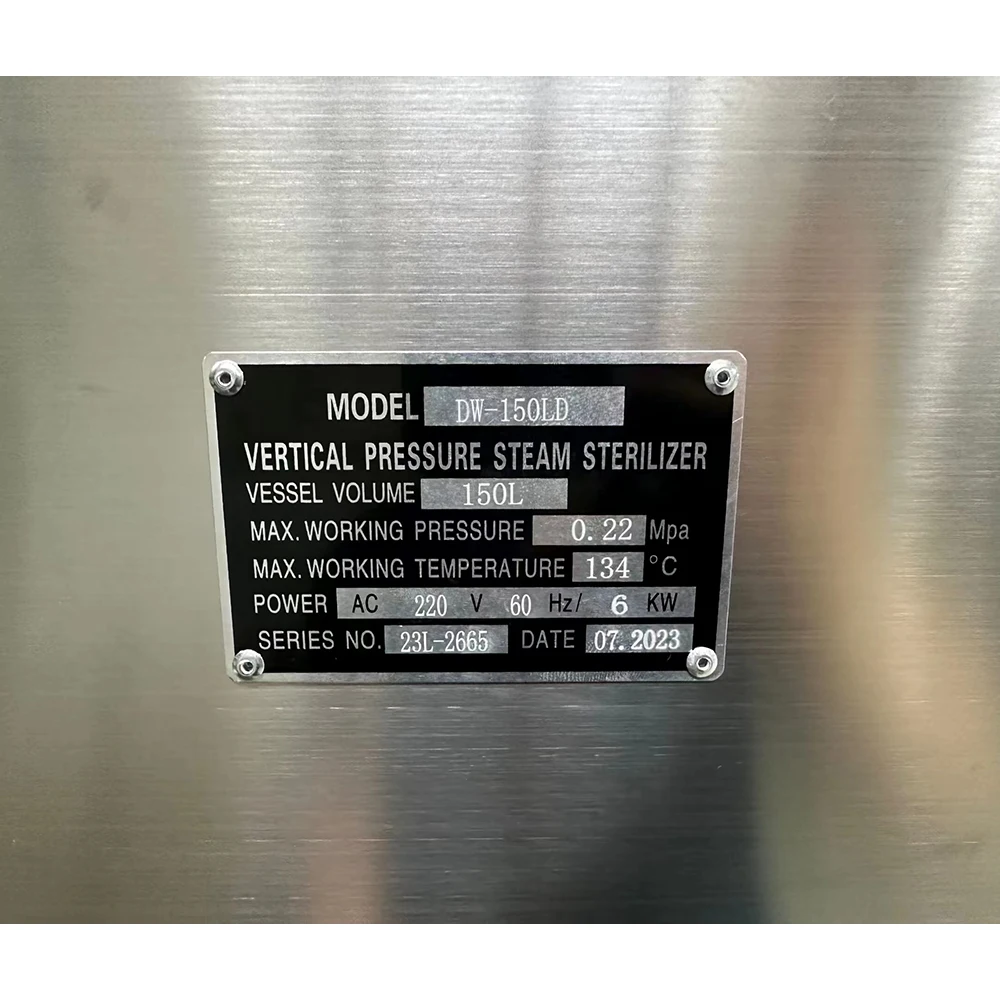 MODEL DW-150LD
VERTICAL PRESSURE STEAM STERILIZER
VESSEL VOLUME 150L
MAX. WORKING PRESSURE 0.22 Mpa
MAX. WORKING TEMPERATURE 134 °C
POWER AC 220 V 60 Hz/ 6 KW
SERIES NO. 23L-2665 DATE 07.2023